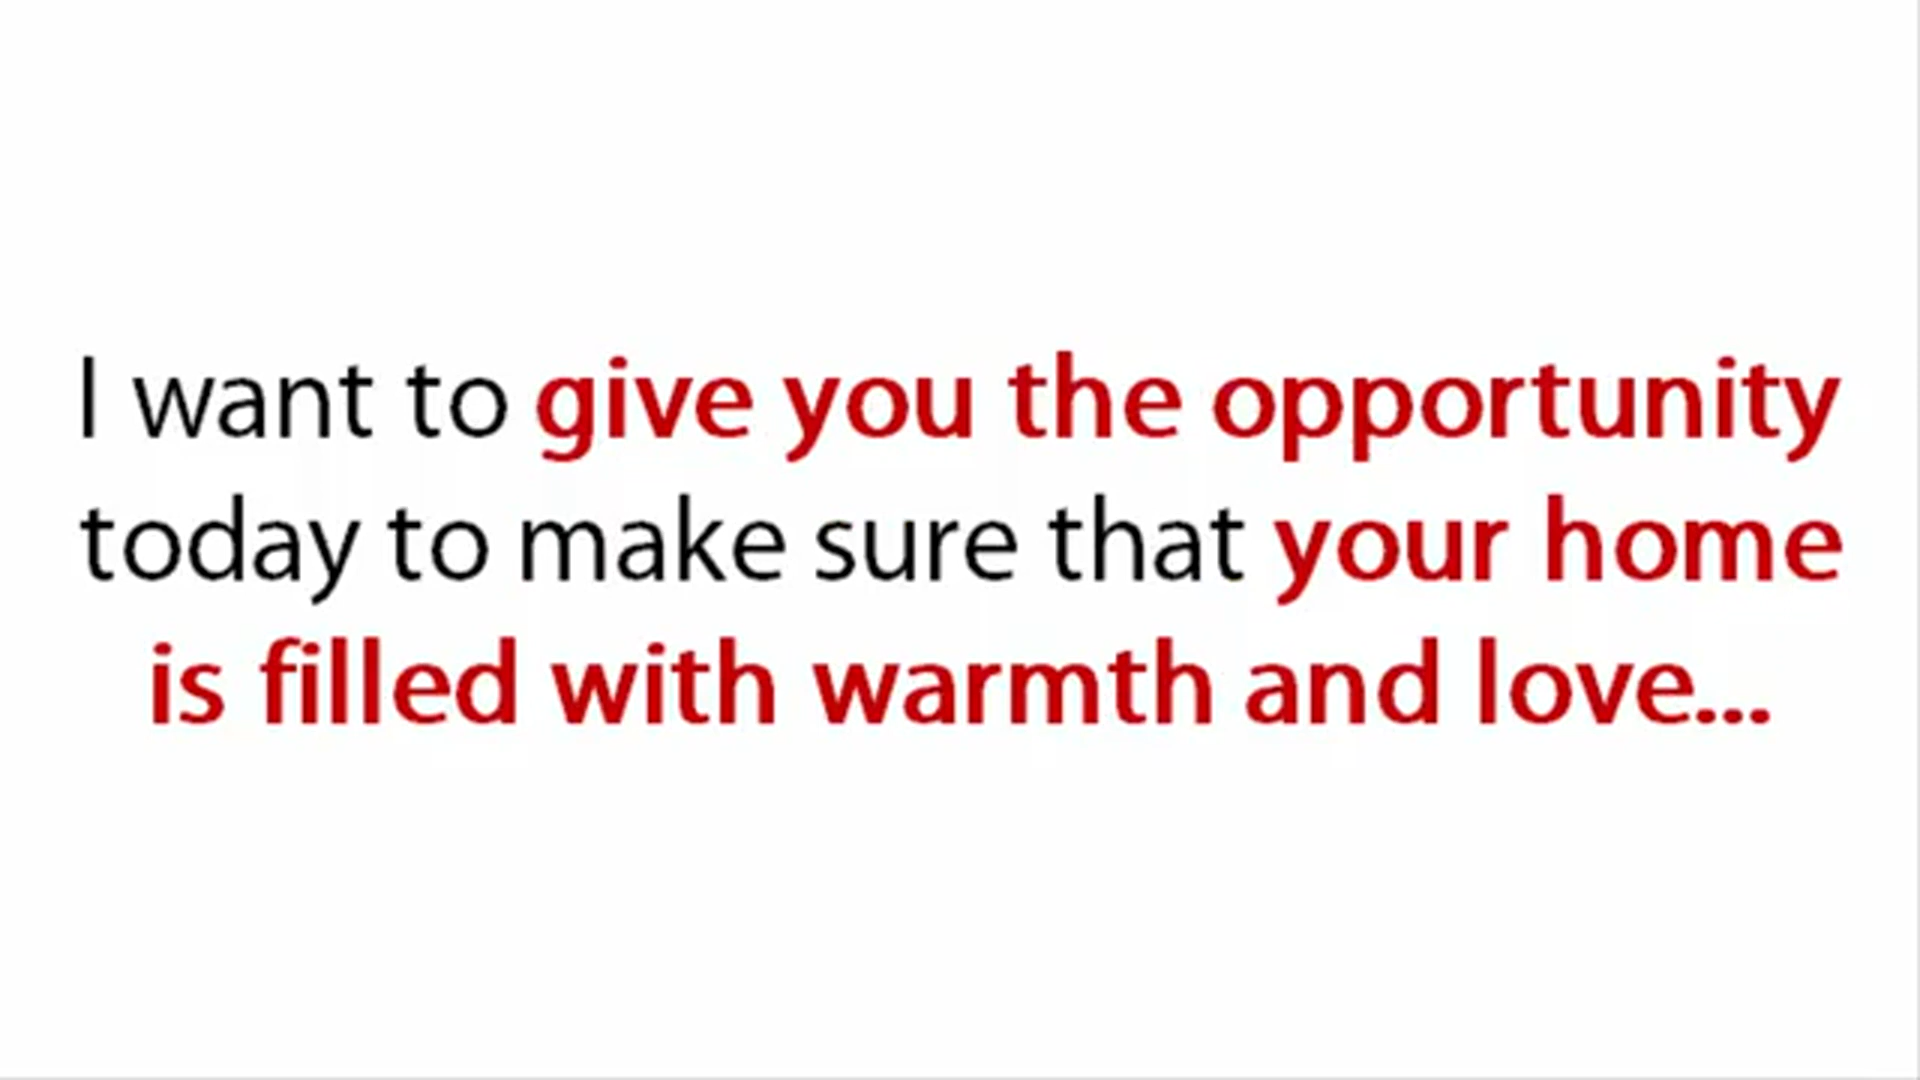 I want to give you the opportunity
today to make sure that your home
is filled with warmth and love...